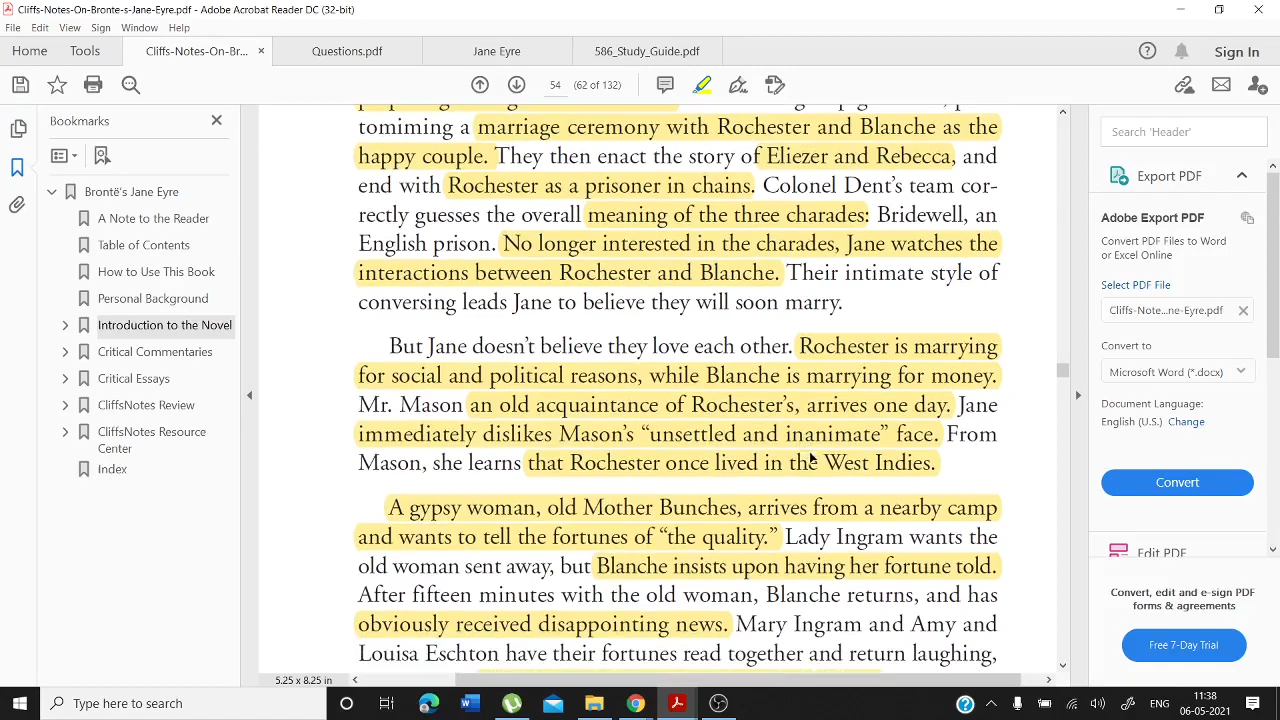 Cliffs-Notes-On-Bronte-s-Jane-Eyre.pdf - Adobe Acrobat Reader DC (32-bit)
File Edit View Sign Window Help
Home Tools Cliffs-Notes-On-Br... × Questions.pdf Jane Eyre 586_Study_Guide.pdf Sign In
54 (62 of 132)
Bookmarks
Brontë's Jane Eyre
A Note to the Reader
Table of Contents
How to Use This Book
Personal Background
Introduction to the Novel
Critical Commentaries
Critical Essays
CliffsNotes Review
CliffsNotes Resource
Center
Index
tomiming a marriage ceremony with Rochester and Blanche as the
happy couple. They then enact the story of Eliezer and Rebecca, and
end with Rochester as a prisoner in chains. Colonel Dent's team cor-
rectly guesses the overall meaning of the three charades: Bridewell, an
English prison. No longer interested in the charades, Jane watches the
interactions between Rochester and Blanche. Their intimate style of
conversing leads Jane to believe they will soon marry.
But Jane doesn't believe they love each other. Rochester is marrying
for social and political reasons, while Blanche is marrying for money.
Mr. Mason an old acquaintance of Rochester's, arrives one day. Jane
immediately dislikes Mason's "unsettled and inanimate" face. From
Mason, she learns that Rochester once lived in the West Indies.
A gypsy woman, old Mother Bunches, arrives from a nearby camp
and wants to tell the fortunes of "the quality." Lady Ingram wants the
old woman sent away, but Blanche insists upon having her fortune told.
After fifteen minutes with the old woman, Blanche returns, and has
obviously received disappointing news. Mary Ingram and Amy and
Louisa Eschton have their fortunes read together and return laughing,
5.25 x 8.25 in
Search 'Header'
Export PDF
Adobe Export PDF
Convert PDF Files to Word
or Excel Online
Select PDF File
Cliffs-Note...ne-Eyre.pdf
Convert to
Microsoft Word (*.docx)
Document Language:
English (U.S.) Change
Convert
Edit PDF
Convert, edit and e-sign PDF
forms & agreements
Free 7-Day Trial
Type here to search
ENG
11:38
06-05-2021